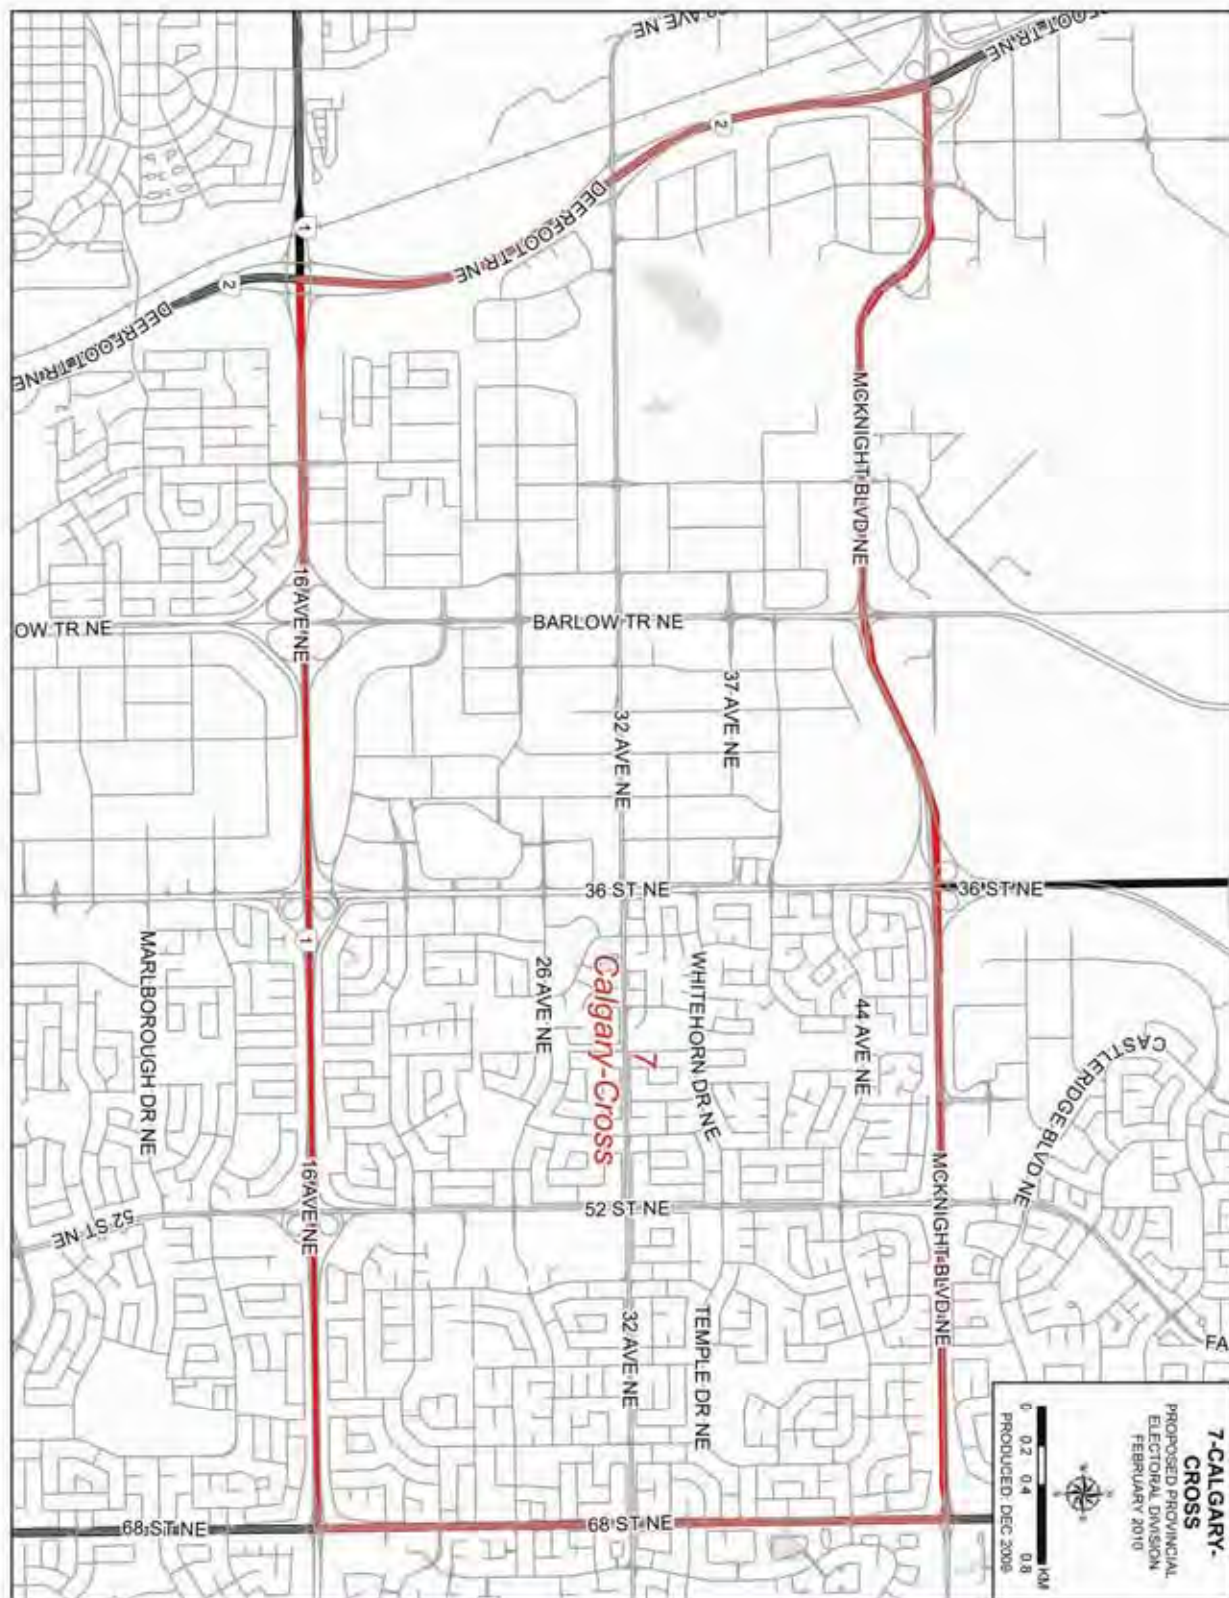 7-CALGARY-
CROSS
PROPOSED PROVINCIAL
ELECTORAL DIVISION
FEBRUARY 2010
KM
0 0.2 0.4 0.8
PRODUCED: DEC 2009
AVE NE
DEERFOOT TR NE
2
DEERFOOT TR NE
DEERFOOT TR NE
1
2
DEERFOOT TR NE
MCKNIGHT BLVD NE
16 AVE NE
OW TR NE
BARLOW TR NE
37 AVE NE
32 AVE NE
36 ST NE
36 ST NE
1
MARLBOROUGH DR NE
26 AVE NE
7
Calgary-Cross
WHITEHORN DR NE
44 AVE NE
CASTLERIDGE BLVD NE
16 AVE NE
MCKNIGHT BLVD NE
52 ST NE
52 ST NE
32 AVE NE
TEMPLE DR NE
FA
68 ST NE
68 ST NE